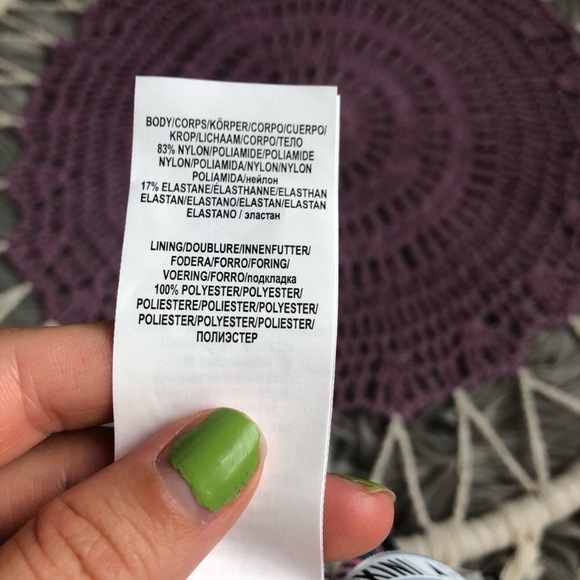 BODY/CORPS/KÖRPER/CORPO/CUERPO/
KROP/LICHAAM/CORPO/ТЕЛО
83% NYLON/POLIAMIDE/POLIAMIDE
NYLON/POLIAMIDA/NYLON/NYLON
POLIAMIDA/нейлон
17% ELASTANE/ÉLASTHANNE/ELASTHAN
ELASTAN/ELASTANO/ELASTAN/ELASTAN
ELASTANO / эластан
LINING/DOUBLURE/INNENFUTTER/
FODERA/FORRO/FORING/
VOERING/FORRO/подкладка
100% POLYESTER/POLYESTER/
POLIESTERE/POLIESTER/POLYESTER/
POLIESTER/POLYESTER/POLIESTER/
ПОЛИЭСТЕР